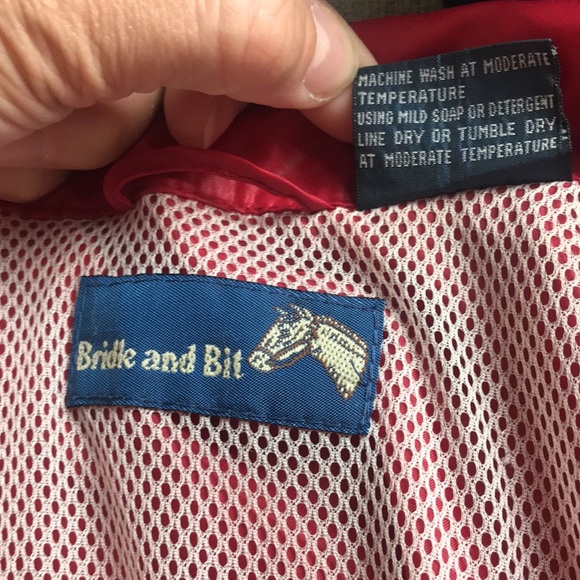 MACHINE WASH AT MODERATE
TEMPERATURE
USING MILD SOAP OR DETERGENT
LINE DRY OR TUMBLE DRY
AT MODERATE TEMPERATURE
Bridle and Bit